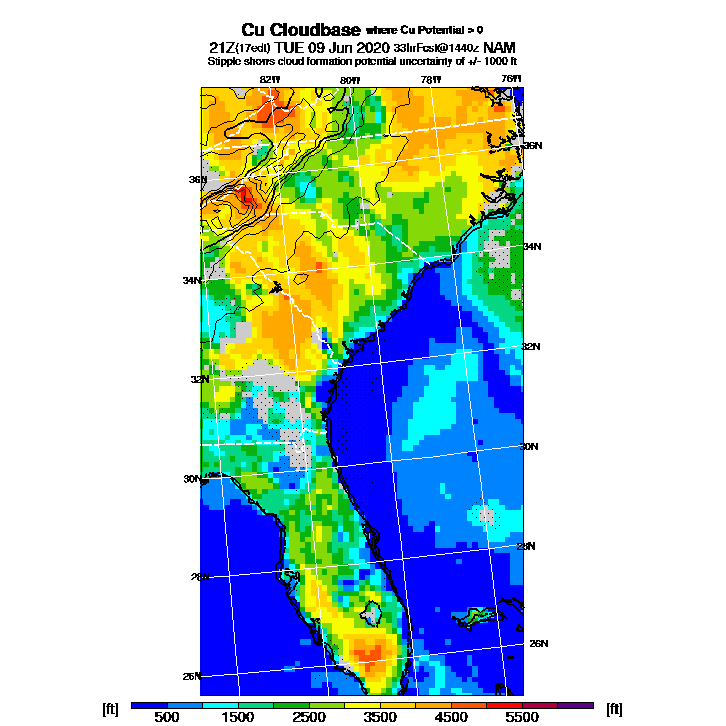 Cu Cloudbase where Cu Potential > 0
21Z(17edt) TUE 09 Jun 2020 33hrFcst@1440z NAM
Stipple shows cloud formation potential uncertainty of +/- 1000 ft
82W 80W 78W 76W
36N
36N
34N
34N
32N
32N
30N
30N
28N
28N
26N
26N
[ft] 500 1500 2500 3500 4500 5500 [ft]